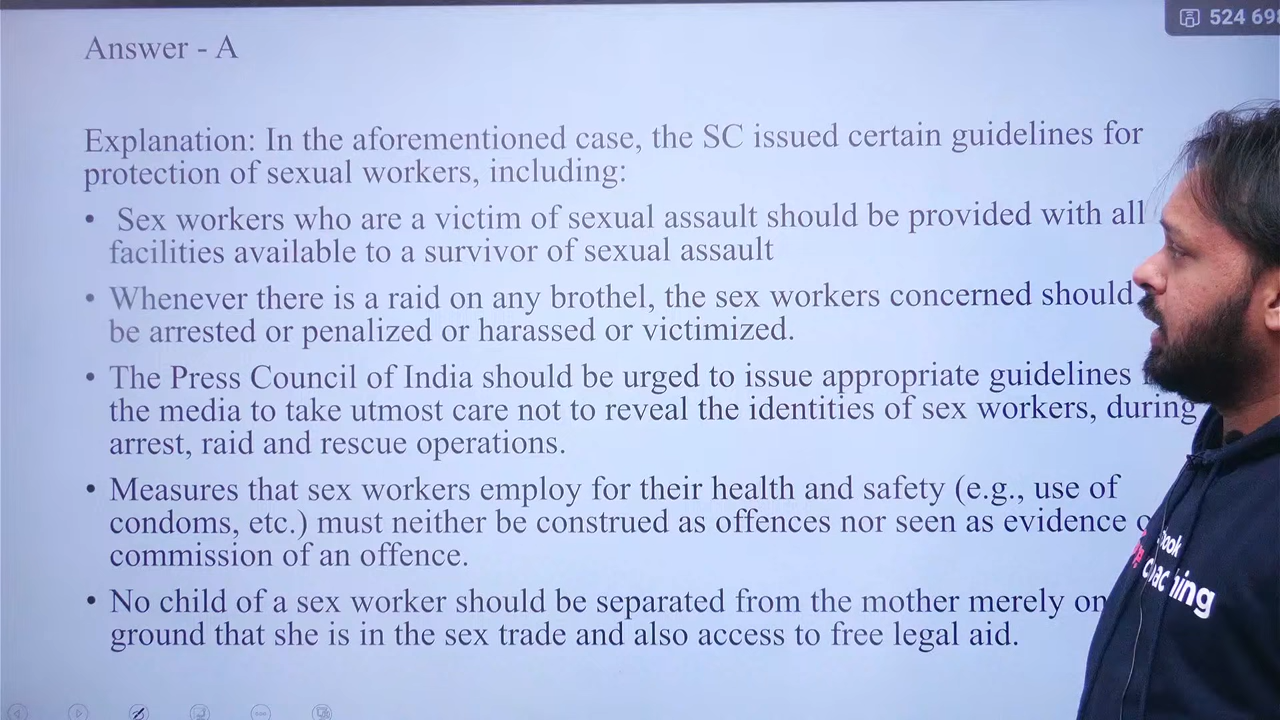 524 698
Answer - A
Explanation: In the aforementioned case, the SC issued certain guidelines for
protection of sexual workers, including:
• Sex workers who are a victim of sexual assault should be provided with all
facilities available to a survivor of sexual assault
• Whenever there is a raid on any brothel, the sex workers concerned should
be arrested or penalized or harassed or victimized.
• The Press Council of India should be urged to issue appropriate guidelines
the media to take utmost care not to reveal the identities of sex workers, during
arrest, raid and rescue operations.
• Measures that sex workers employ for their health and safety (e.g., use of
condoms, etc.) must neither be construed as offences nor seen as evidence
commission of an offence.
• No child of a sex worker should be separated from the mother merely on
ground that she is in the sex trade and also access to free legal aid.